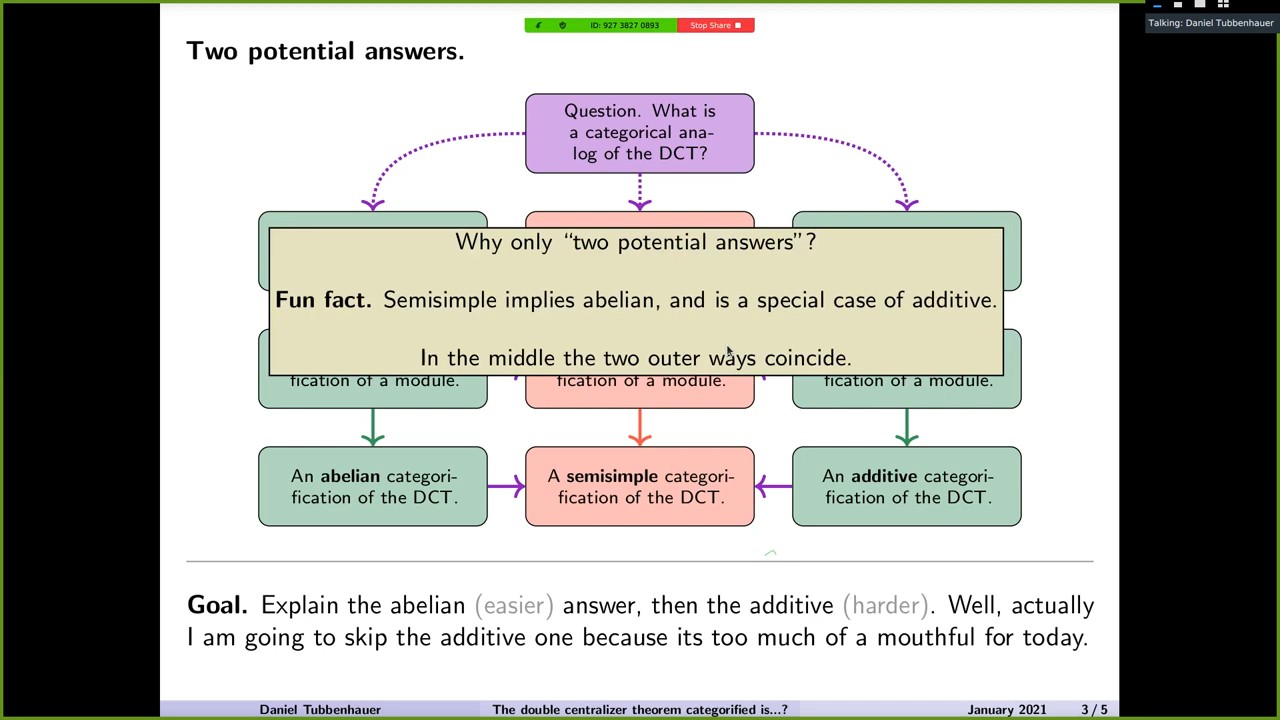 ID: 927 3827 0893
Stop Share
Talking: Daniel Tubbenhauer
Two potential answers.
Question. What is
a categorical ana-
log of the DCT?
Why only “two potential answers”?
Fun fact. Semisimple implies abelian, and is a special case of additive.
In the middle the two outer ways coincide.
fication of a module.
fication of a module.
fication of a module.
An abelian categori-
fication of the DCT.
A semisimple categori-
fication of the DCT.
An additive categori-
fication of the DCT.
Goal. Explain the abelian (easier) answer, then the additive (harder). Well, actually
I am going to skip the additive one because its too much of a mouthful for today.
Daniel Tubbenhauer
The double centralizer theorem categorified is...?
January 2021
3 / 5